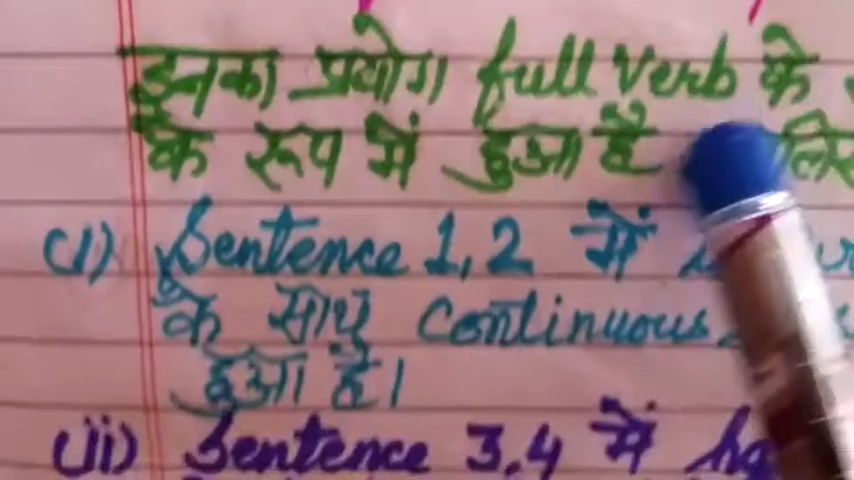 इनका प्रयोग full verb के
के रूप में हुआ है
(i) Sentence 1,2 में
के साथ continuous
हुआ है।
(ii) Sentence 3,4 में